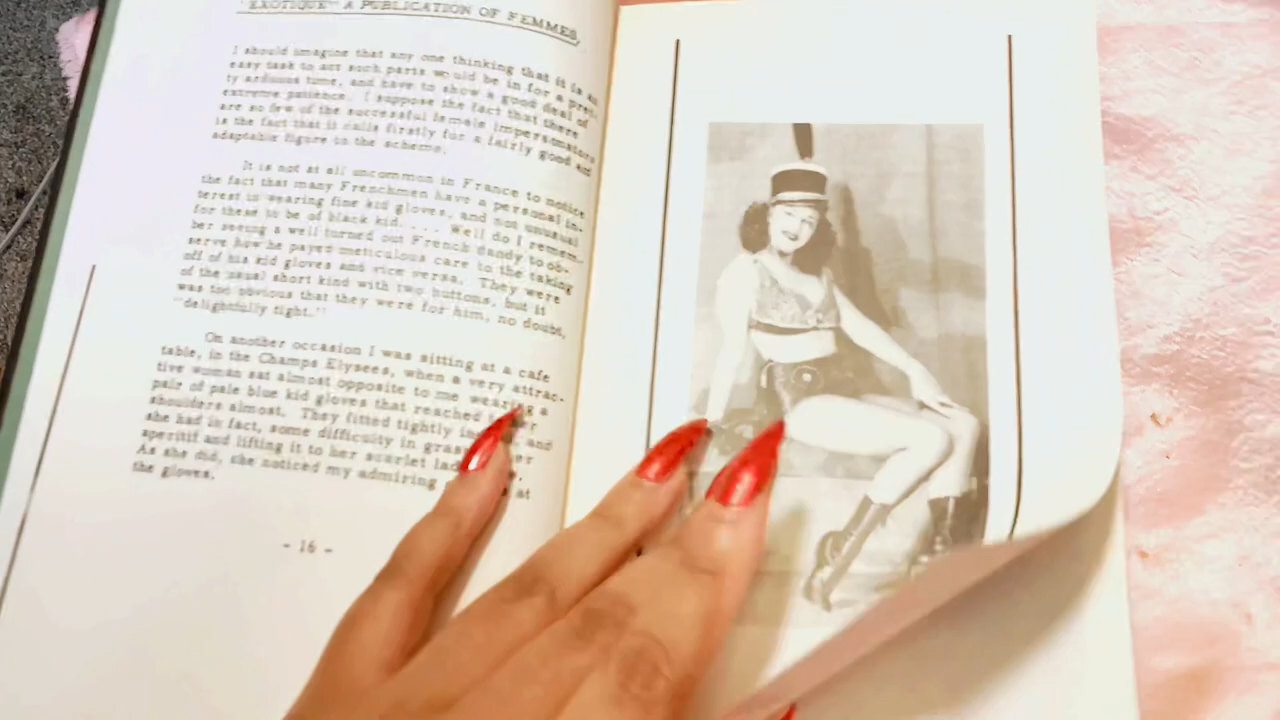 "EXOTIQUE" A PUBLICATION OF FEMMES,
I should imagine that any one thinking that it is an
easy task to act such parts would be in for a pret-
ty arduous time, and have to show a good deal of
extreme patience. I suppose the fact that there
are so few of the successful female impersonators
is the fact that it calls firstly for a fairly good and
adaptable figure to the scheme.
It is not at all uncommon in France to notice
the fact that many Frenchmen have a personal in-
terest in wearing fine kid gloves, and not unusual
for these to be of black kid.... Well do I remem-
ber seeing a well turned out French dandy to ob-
serve how he payed meticulous care to the taking
off of his kid gloves and vice versa. They were
of the usual short kind with two buttons, but it
was too obvious that they were for him, no doubt,
"delightfully tight."
On another occasion I was sitting at a cafe
table, in the Champs Elysees, when a very attrac-
tive woman sat almost opposite to me wearing a
pair of pale blue kid gloves that reached
shoulders almost. They fitted tightly and
she had in fact, some difficulty in
aperitif and lifting it to her scarlet
As she did, she noticed my admiring at
the gloves.
- 16 -